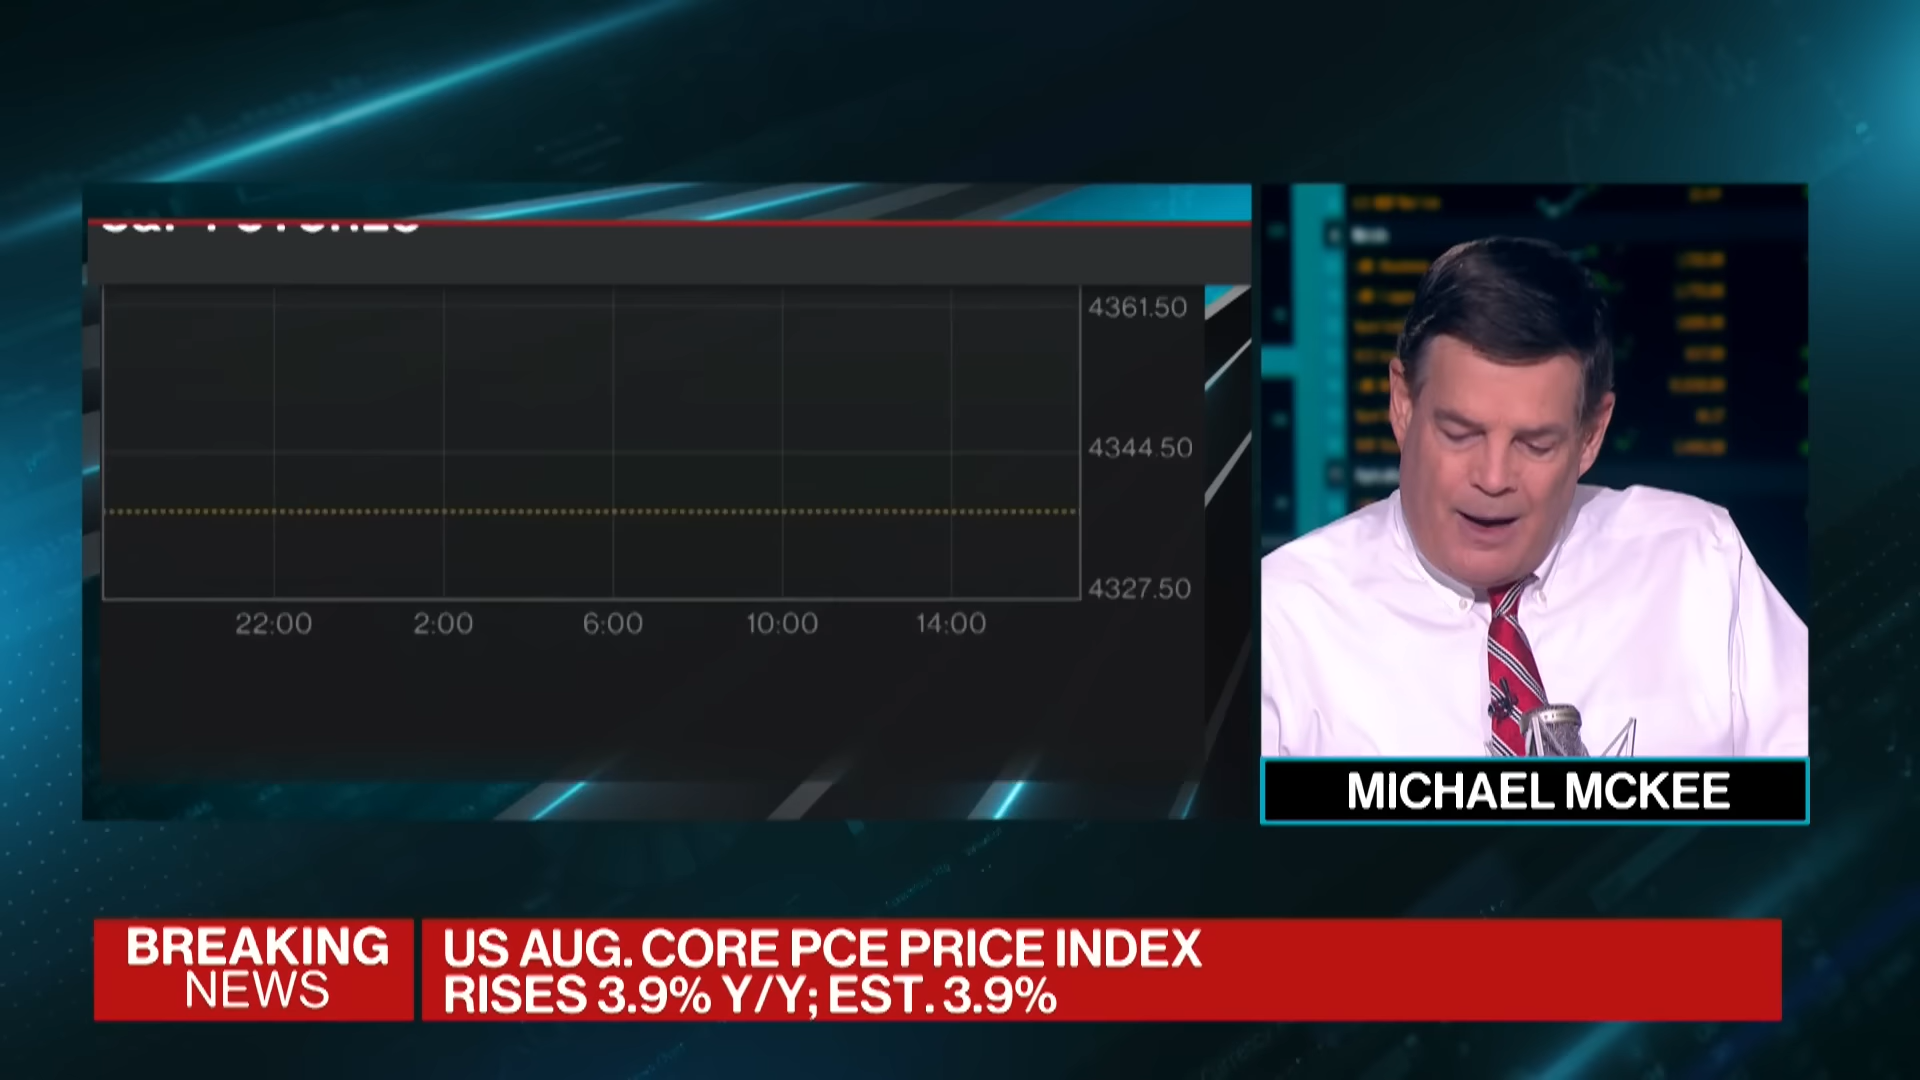 4361.50
4344.50
4327.50
22:00 2:00 6:00 10:00 14:00
MICHAEL MCKEE
BREAKING
NEWS
US AUG. CORE PCE PRICE INDEX
RISES 3.9% Y/Y; EST. 3.9%